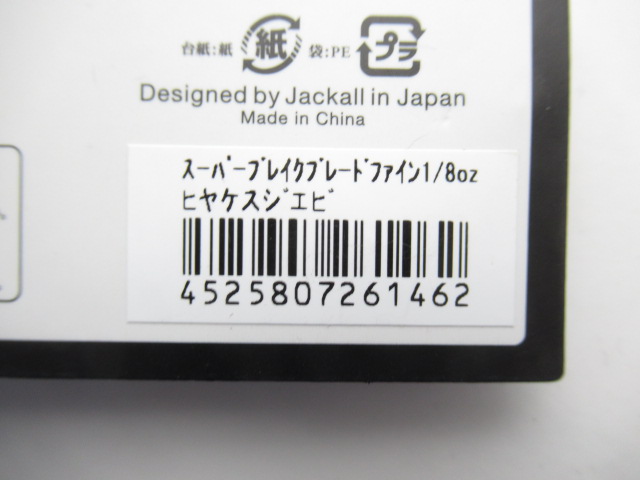 台紙:紙 紙 袋:PE プラ
Designed by Jackall in Japan
Made in China
ｽｰﾊﾟｰﾌﾞﾚｲｸﾌﾞﾚｰﾄﾞﾌｧｲﾝ1/8oz
ﾋﾔｹｽｼﾞｴﾋﾞ
4525807261462